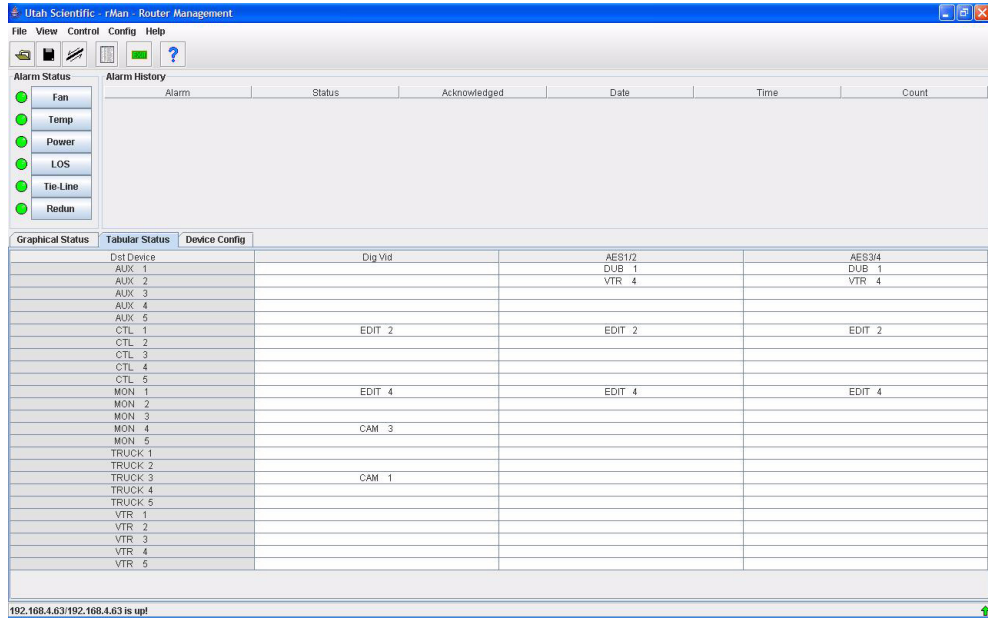 Utah Scientific - rMan - Router Management
File View Control Config Help
Alarm Status
Alarm History
Fan
Temp
Power
LOS
Tie-Line
Redun
Alarm Status Acknowledged Date Time Count
Graphical Status Tabular Status Device Config
Dst Device Dig Vid AES1/2 AES3/4
AUX 1 DUB 1 DUB 1
AUX 2 VTR 4 VTR 4
AUX 3
AUX 4
AUX 5
CTL 1 EDIT 2 EDIT 2 EDIT 2
CTL 2
CTL 3
CTL 4
CTL 5
MON 1 EDIT 4 EDIT 4 EDIT 4
MON 2
MON 3
MON 4 CAM 3
MON 5
TRUCK 1
TRUCK 2
TRUCK 3 CAM 1
TRUCK 4
TRUCK 5
VTR 1
VTR 2
VTR 3
VTR 4
VTR 5
192.168.4.63/192.168.4.63 is up!